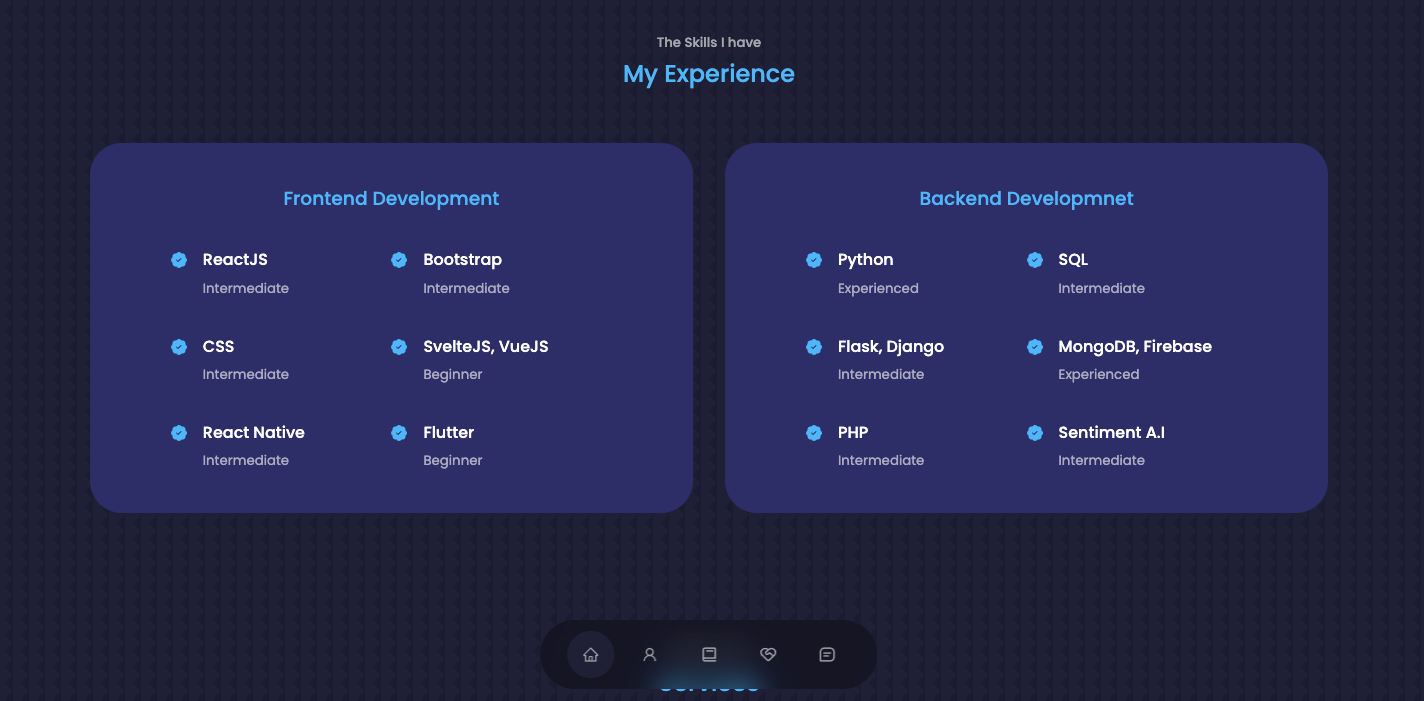 The Skills I have
My Experience
Frontend Development
ReactJS
Intermediate
Bootstrap
Intermediate
CSS
Intermediate
SvelteJS, VueJS
Beginner
React Native
Intermediate
Flutter
Beginner
Backend Developmnet
Python
Experienced
SQL
Intermediate
Flask, Django
Intermediate
MongoDB, Firebase
Experienced
PHP
Intermediate
Sentiment A.I
Intermediate